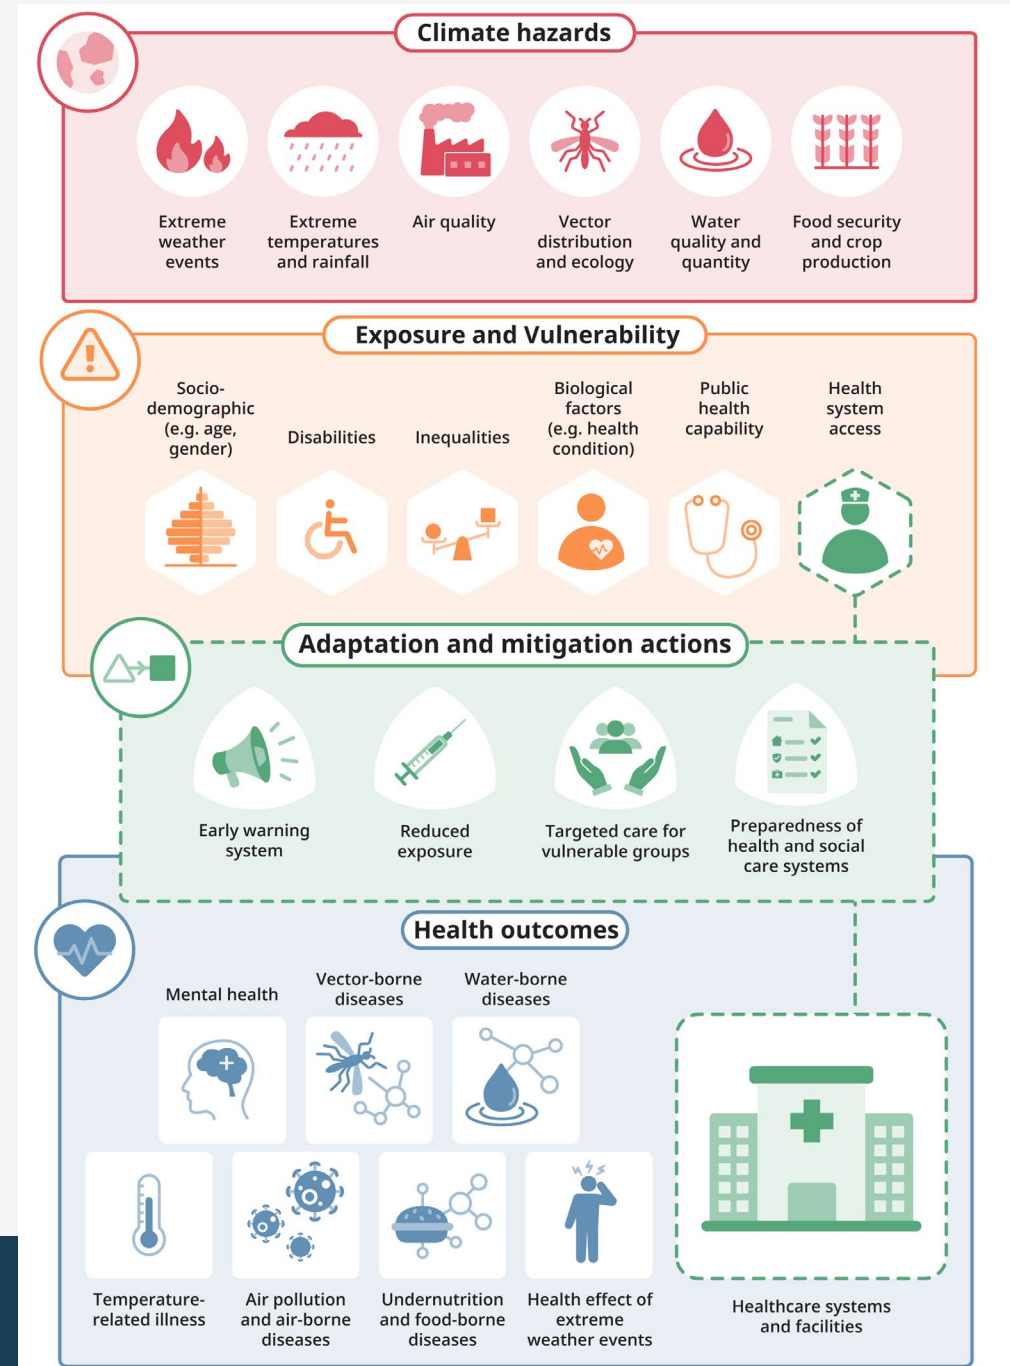 Climate hazards
Extreme
weather
events
Extreme
temperatures
and rainfall
Air quality
Vector
distribution
and ecology
Water
quality and
quantity
Food security
and crop
production
Exposure and Vulnerability
Socio-
demographic
(e.g. age,
gender)
Disabilities
Inequalities
Biological
factors
(e.g. health
condition)
Public
health
capability
Health
system
access
Adaptation and mitigation actions
Early warning
system
Reduced
exposure
Targeted care for
vulnerable groups
Preparedness of
health and social
care systems
Health outcomes
Mental health
Vector-borne
diseases
Water-borne
diseases
Temperature-
related illness
Air pollution
and air-borne
diseases
Undernutrition
and food-borne
diseases
Health effect of
extreme
weather events
Healthcare systems
and facilities